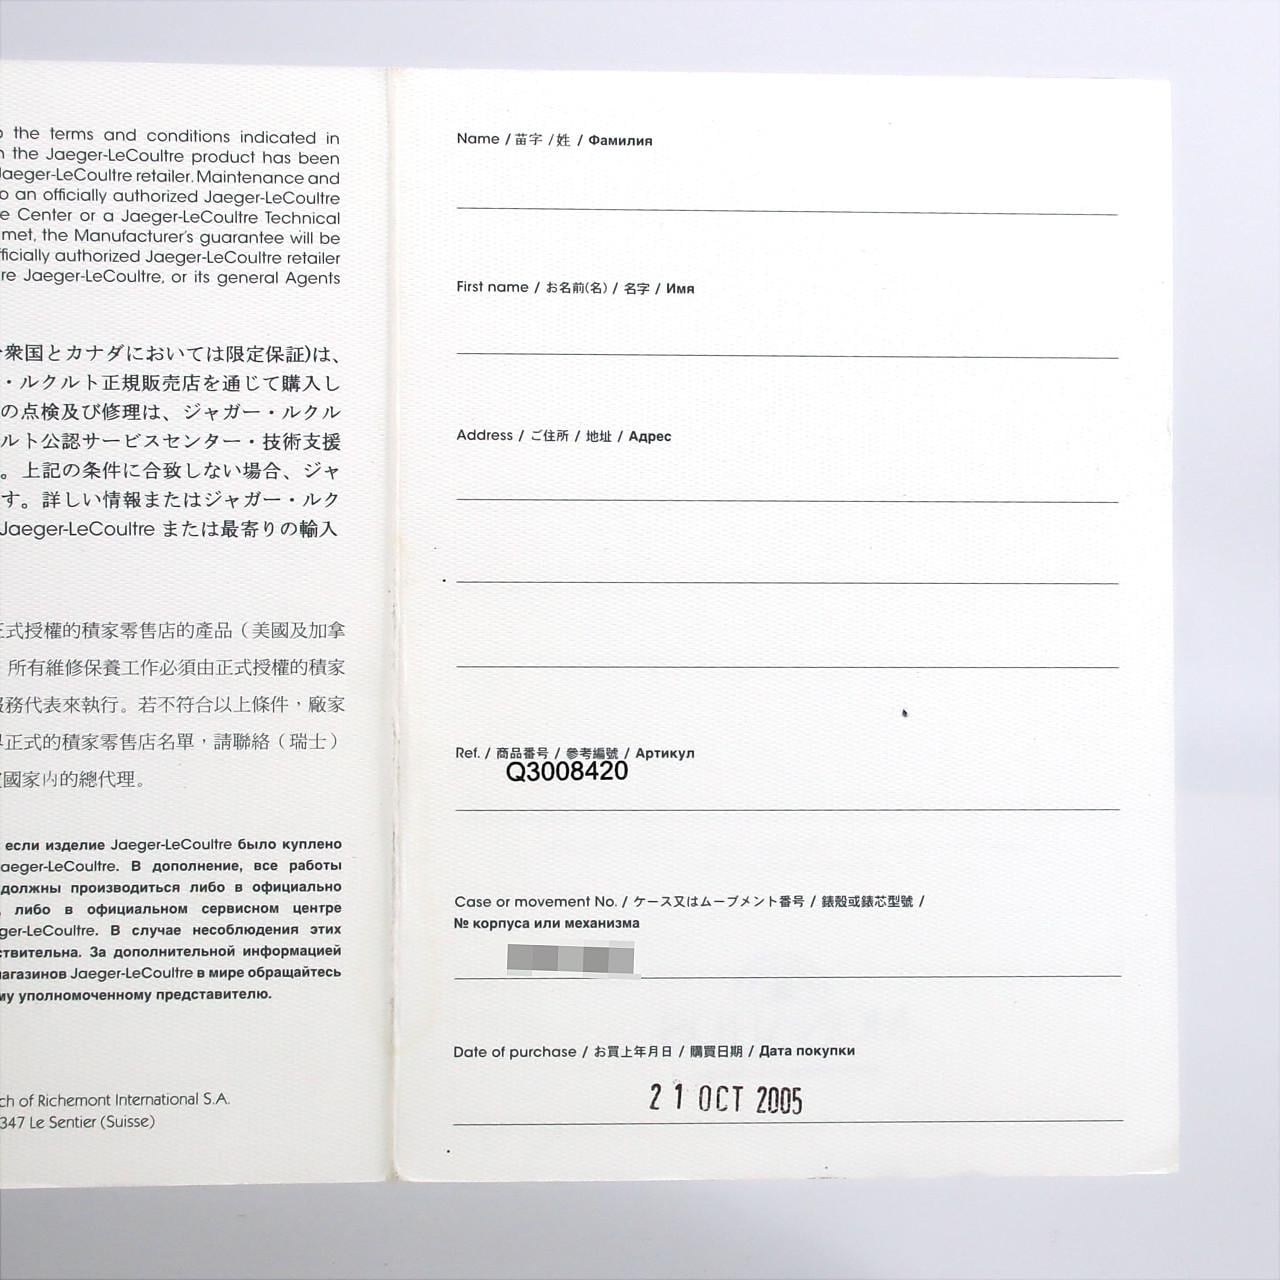 the terms and conditions indicated in
the Jaeger-LeCoultre product has been
Jaeger-LeCoultre retailer. Maintenance and
o an officially authorized Jaeger-LeCoultre
e Center or a Jaeger-LeCoultre Technical
met, the Manufacturer's guarantee will be
fficially authorized Jaeger-LeCoultre retailer
re Jaeger-LeCoultre, or its general Agents
衆国とカナダにおいては限定保証)は、
・ルクルト正規販売店を通じて購入し
の点検及び修理は、ジャガー・ルクル
ルト公認サービスセンター・技術支援
。上記の条件に合致しない場合、ジャ
す。詳しい情報またはジャガー・ルク
Jaeger-LeCoultre または最寄りの輸入
正式授權的積家零售店的產品（美國及加拿
所有維修保養工作必須由正式授權的積家
服務代表來執行。若不符合以上條件，廠家
正式的積家零售店名單，請聯絡（瑞士）
國家内的總代理。
если изделие Jaeger-LeCoultre было куплено
aeger-LeCoultre. В дополнение, все работы
должны производиться либо в официально
, либо в официальном сервисном центре
ger-LeCoultre. В случае несоблюдения этих
ствительна. За дополнительной информацией
магазинов Jaeger-LeCoultre в мире обращайтесь
му уполномоченному представителю.
ch of Richemont International S.A.
347 Le Sentier (Suisse)
Name / 苗字 / 姓 / Фамилия
First name / お名前(名) / 名字 / Имя
Address / ご住所 / 地址 / Адрес
Ref. / 商品番号 / 參考編號 / Артикул
Q3008420
Case or movement No. / ケース又はムーブメント番号 / 錶殼或錶芯型號 /
№ корпуса или механизма
Date of purchase / お買上年月日 / 購買日期 / Дата покупки
21 OCT 2005